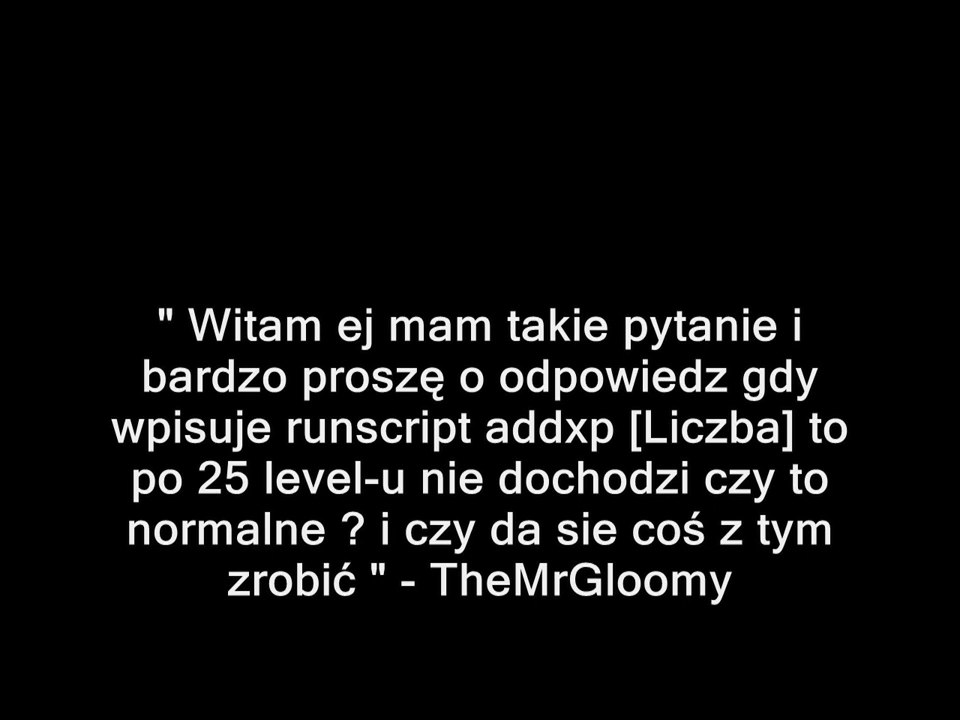 " Witam ej mam takie pytanie i
bardzo proszę o odpowiedz gdy
wpisuje runscript addxp [Liczba] to
po 25 level-u nie dochodzi czy to
normalne ? i czy da sie coś z tym
zrobić " - TheMrGloomy